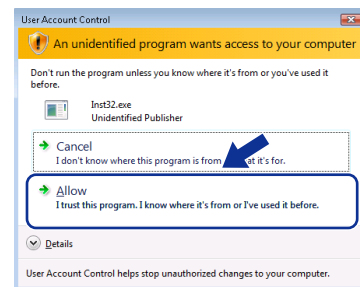 User Account Control
An unidentified program wants access to your computer
Don't run the program unless you know where it's from or you've used it
before.
Inst32.exe
Unidentified Publisher
Cancel
I don't know where this program is from at it's for.
Allow
I trust this program. I know where it's from or I've used it before.
Details
User Account Control helps stop unauthorized changes to your computer.